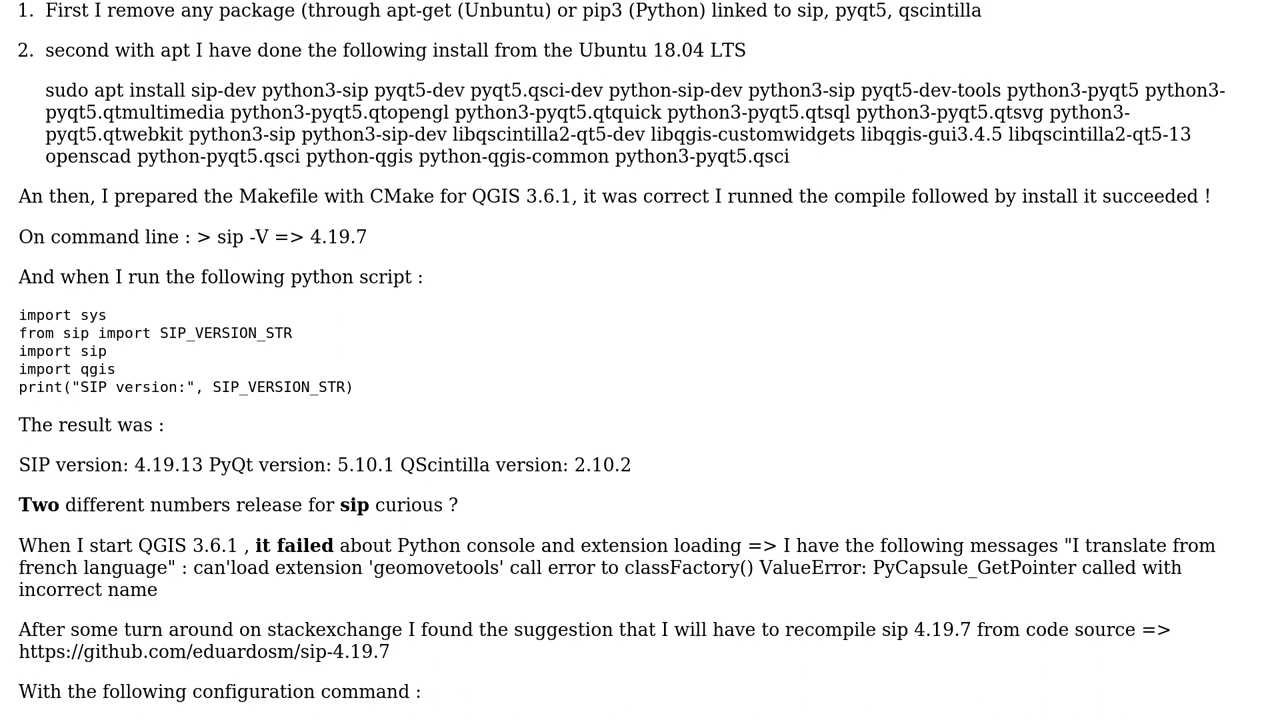 1. First I remove any package (through apt-get (Unbuntu) or pip3 (Python) linked to sip, pyqt5, qscintilla
2. second with apt I have done the following install from the Ubuntu 18.04 LTS
sudo apt install sip-dev python3-sip pyqt5-dev pyqt5.qsci-dev python-sip-dev python3-sip pyqt5-dev-tools python3-pyqt5 python3-
pyqt5.qtmultimedia python3-pyqt5.qtopengl python3-pyqt5.qtquick python3-pyqt5.qtsql python3-pyqt5.qtsvg python3-
pyqt5.qtwebkit python3-sip python3-sip-dev libqscintilla2-qt5-dev libqgis-customwidgets libqgis-gui3.4.5 libqscintilla2-qt5-13
openscad python-pyqt5.qsci python-qgis python-qgis-common python3-pyqt5.qsci
An then, I prepared the Makefile with CMake for QGIS 3.6.1, it was correct I runned the compile followed by install it succeeded !
On command line : > sip -V => 4.19.7
And when I run the following python script :
import sys
from sip import SIP_VERSION_STR
import sip
import qgis
print("SIP version:", SIP_VERSION_STR)
The result was :
SIP version: 4.19.13 PyQt version: 5.10.1 QScintilla version: 2.10.2
Two different numbers release for sip curious ?
When I start QGIS 3.6.1 , it failed about Python console and extension loading => I have the following messages "I translate from
french language" : can'load extension 'geomovetools' call error to classFactory() ValueError: PyCapsule_GetPointer called with
incorrect name
After some turn around on stackexchange I found the suggestion that I will have to recompile sip 4.19.7 from code source =>
https://github.com/eduardosm/sip-4.19.7
With the following configuration command :